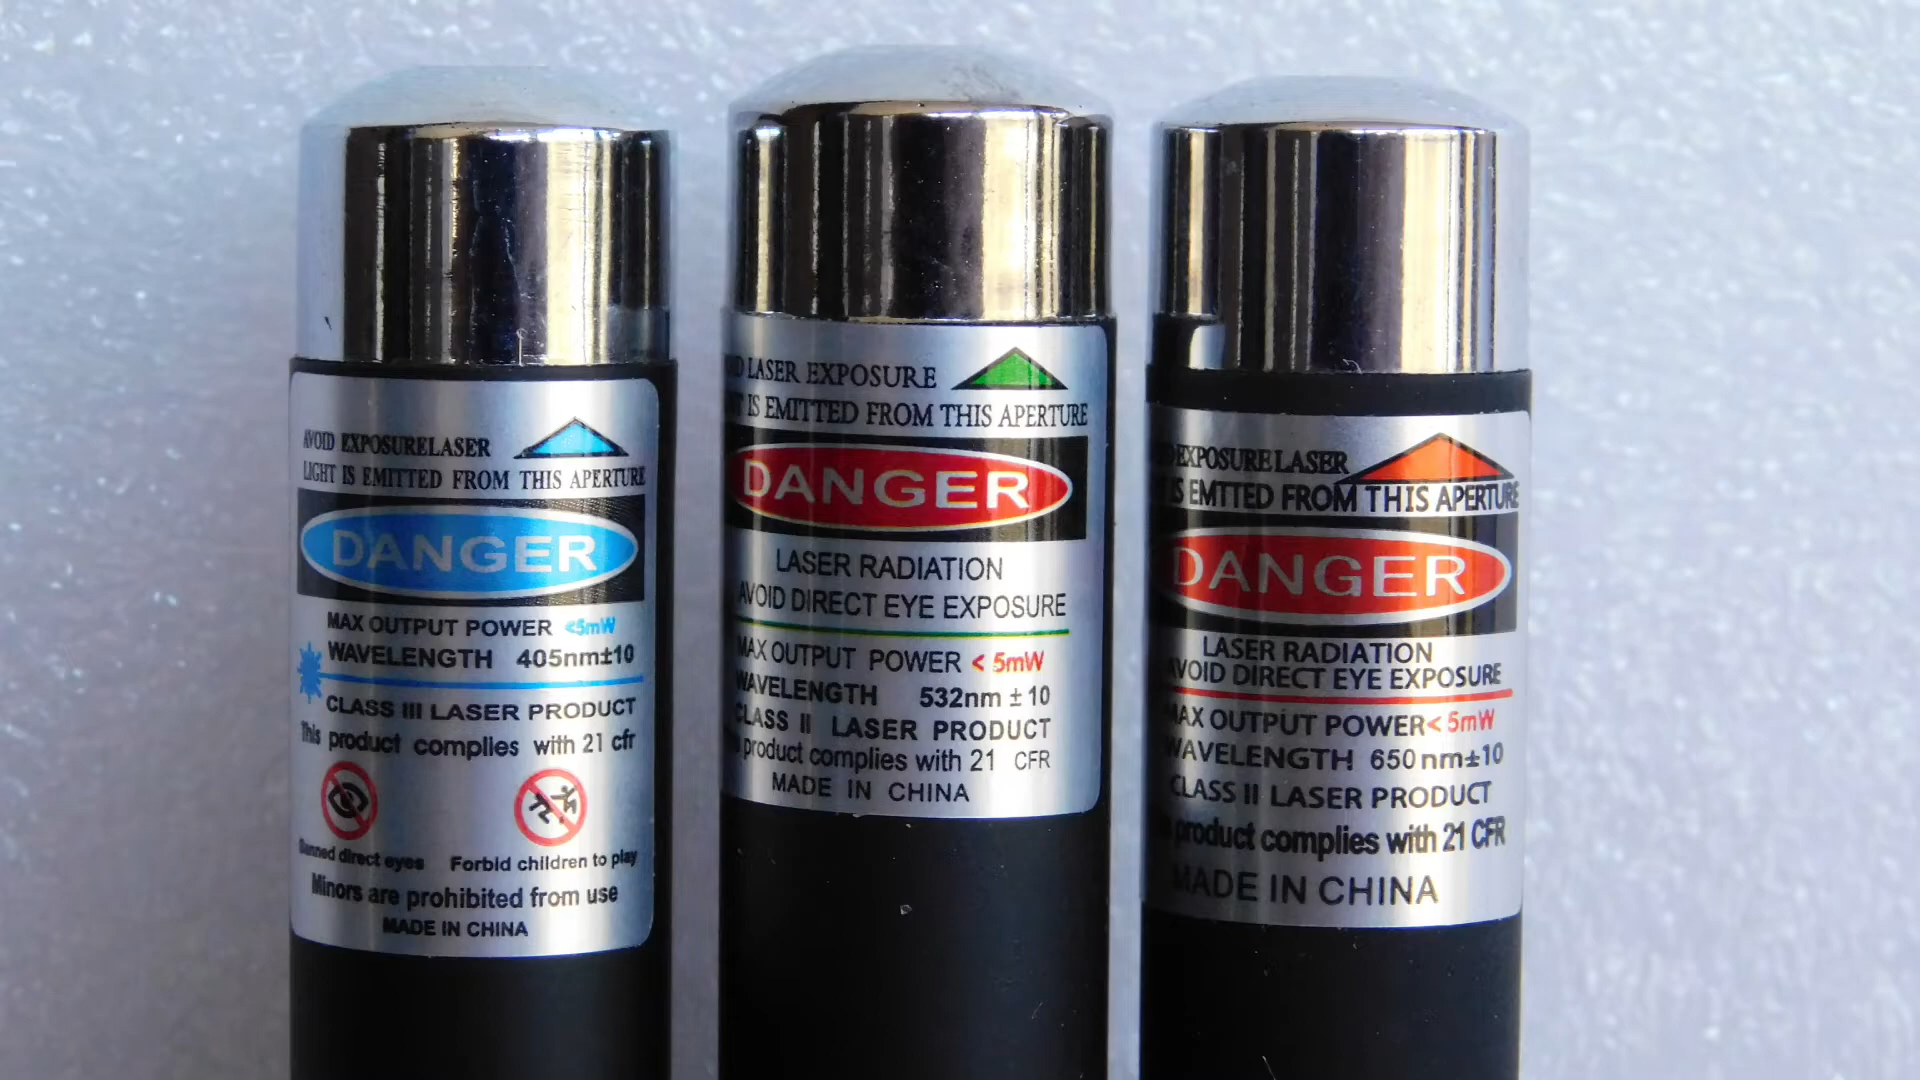 AVOID EXPOSURELASER
LIGHT IS EMITTED FROM THIS APERTURE
DANGER
MAX OUTPUT POWER <5mW
WAVELENGTH 405nm±10
CLASS III LASER PRODUCT
This product complies with 21 cfr
Banned direct eyes Forbid children to play
Minors are prohibited from use
MADE IN CHINA
LASER EXPOSURE
IS EMITTED FROM THIS APERTURE
DANGER
LASER RADIATION
AVOID DIRECT EYE EXPOSURE
MAX OUTPUT POWER < 5mW
WAVELENGTH 532nm ±10
CLASS II LASER PRODUCT
product complies with 21 CFR
MADE IN CHINA
EXPOSURE LASER
IS EMTTED FROM THIS APERTURE
DANGER
LASER RADIATION
AVOID DIRECT EYE EXPOSURE
MAX OUTPUT POWER< 5mW
WAVELENGTH 650nm±10
CLASS II LASER PRODUCT
product complies with 21 CFR
MADE IN CHINA